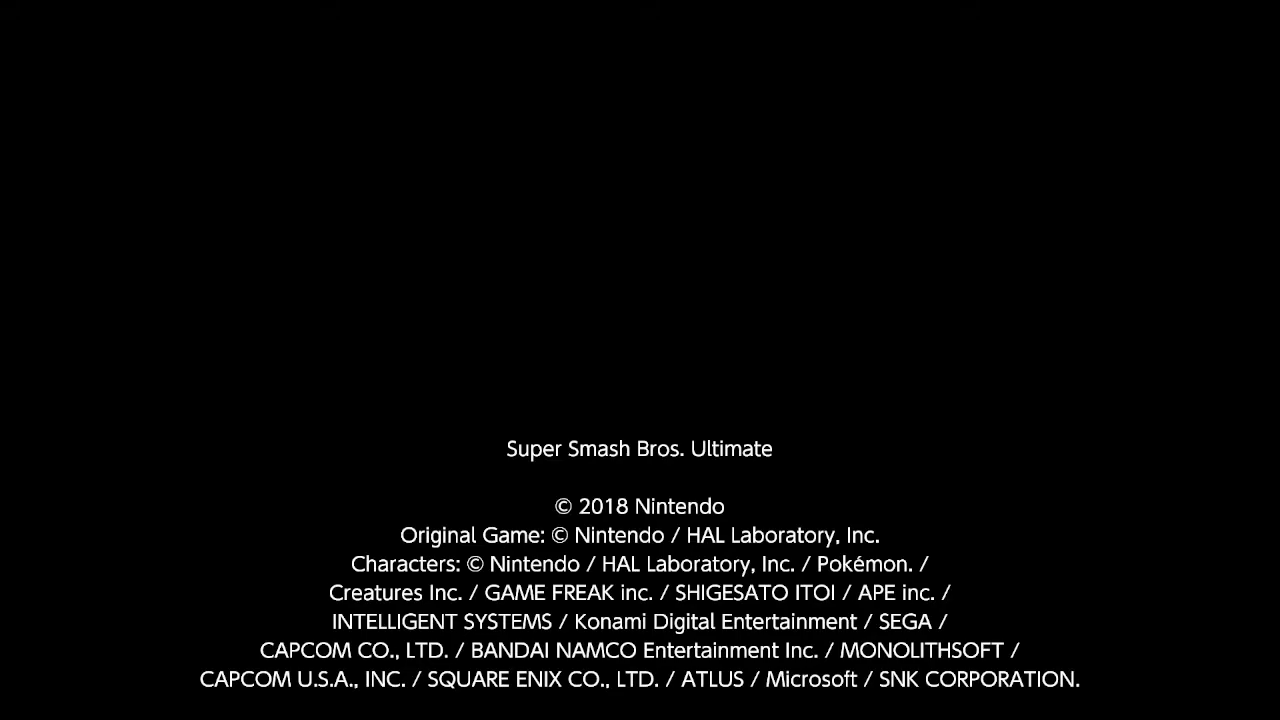 Super Smash Bros. Ultimate
© 2018 Nintendo
Original Game: © Nintendo / HAL Laboratory, Inc.
Characters: © Nintendo / HAL Laboratory, Inc. / Pokémon. /
Creatures Inc. / GAME FREAK inc. / SHIGESATO ITOI / APE inc. /
INTELLIGENT SYSTEMS / Konami Digital Entertainment / SEGA /
CAPCOM CO., LTD. / BANDAI NAMCO Entertainment Inc. / MONOLITHSOFT /
CAPCOM U.S.A., INC. / SQUARE ENIX CO., LTD. / ATLUS / Microsoft / SNK CORPORATION.